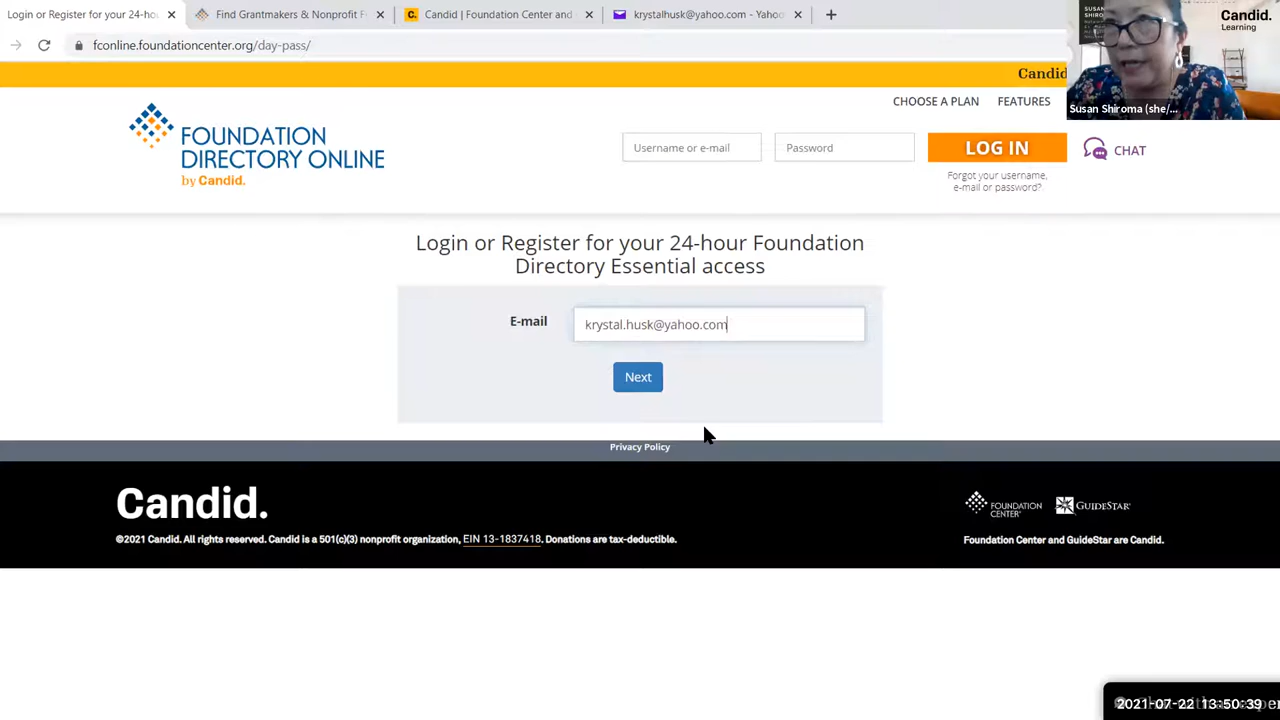 Login or Register for your 24-hou
Find Grantmakers & Nonprofit F
Candid | Foundation Center an
krystalhusk@yahoo.com - Yahoo
fconline.foundationcenter.org/day-pass/
SUSAN
Candid.
Learning
Susan Shiroma (she/...
Candid
CHOOSE A PLAN
FEATURES
FOUNDATION
DIRECTORY ONLINE
by Candid.
Username or e-mail
Password
LOG IN
CHAT
Forgot your username,
e-mail or password?
Login or Register for your 24-hour Foundation
Directory Essential access
E-mail
krystal.husk@yahoo.com
Next
Privacy Policy
Candid.
FOUNDATION
CENTER
GUIDESTAR
©2021 Candid. All rights reserved. Candid is a 501(c)(3) nonprofit organization, EIN 13-1837418. Donations are tax-deductible.
Foundation Center and GuideStar are Candid.
2021-07-22 13:50:39